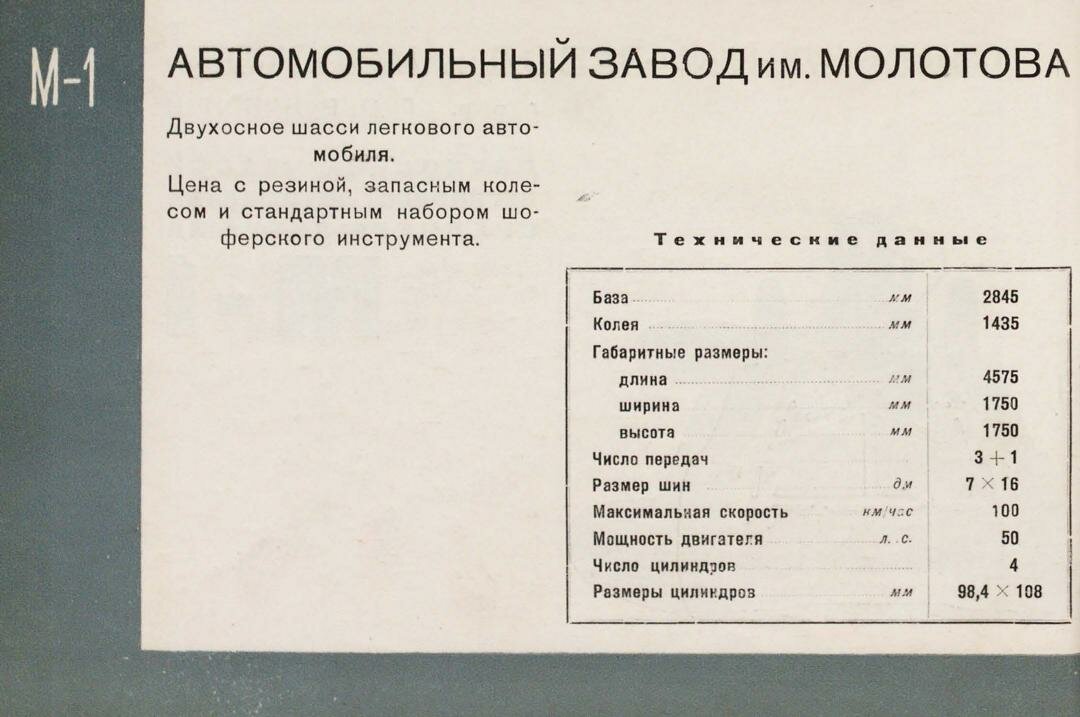 М-1
АВТОМОБИЛЬНЫЙ ЗАВОД им. МОЛОТОВА
Двухосное шасси легкового авто-
мобиля.
Цена с резиной, запасным коле-
сом и стандартным набором шо-
ферского инструмента.
Технические данные
База мм 2845
Колея мм 1435
Габаритные размеры:
длина мм 4575
ширина мм 1750
высота мм 1750
Число передач 3 + 1
Размер шин дм 7 × 16
Максимальная скорость км/час 100
Мощность двигателя л. с. 50
Число цилиндров 4
Размеры цилиндров мм 98,4 × 108